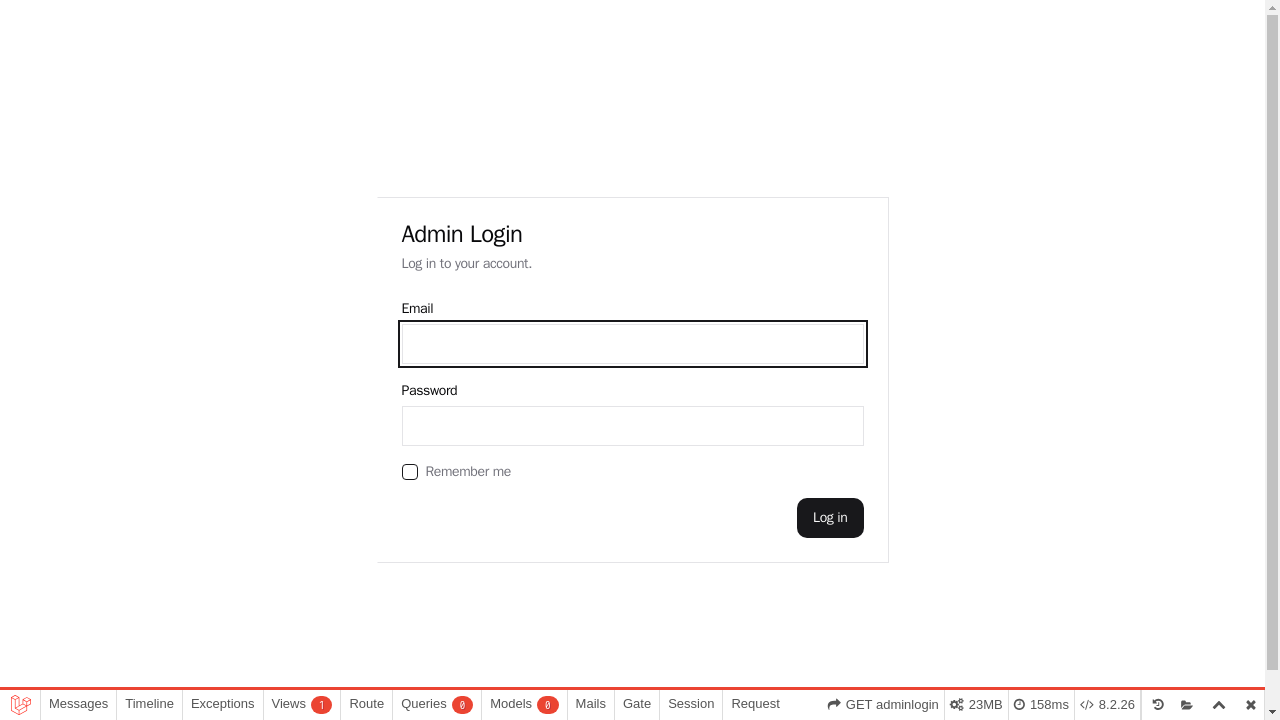 Admin Login
Log in to your account.
Email
Password
Remember me
Log in
Messages Timeline Exceptions Views 1 Route Queries 0 Models 0 Mails Gate Session Request GET adminlogin 23MB 158ms 8.2.26